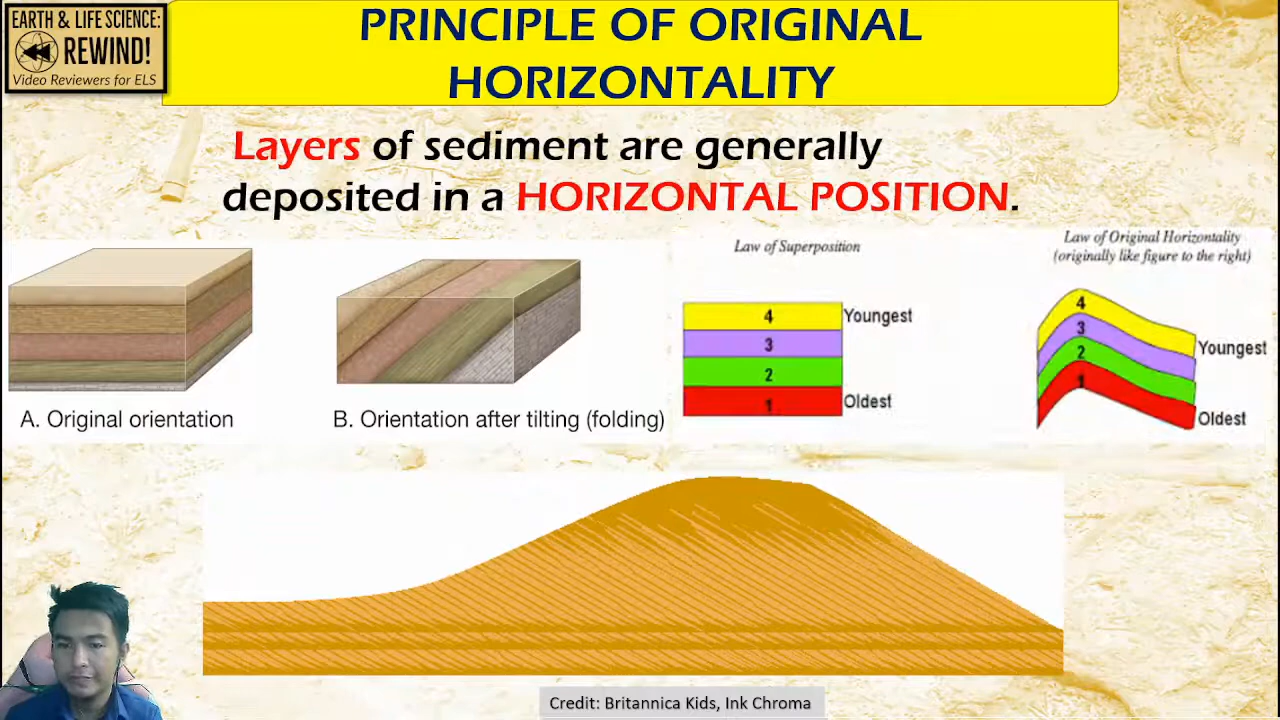 EARTH & LIFE SCIENCE:
REWIND!
Video Reviewers for ELS
PRINCIPLE OF ORIGINAL
HORIZONTALITY
Layers of sediment are generally
deposited in a HORIZONTAL POSITION.
A. Original orientation
B. Orientation after tilting (folding)
Law of Superposition
4 Youngest
3
2
1 Oldest
Law of Original Horizontality
(originally like figure to the right)
4
3
2
1
Youngest
Oldest
Credit: Britannica Kids, Ink Chroma